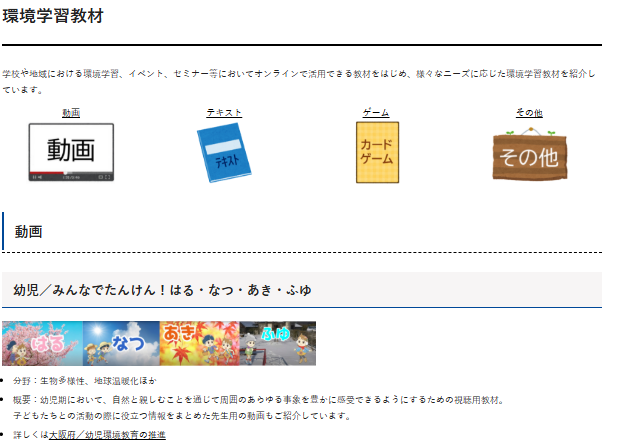 環境学習教材
学校や地域における環境学習、イベント、セミナー等においてオンラインで活用できる教材をはじめ、様々なニーズに応じた環境学習教材を紹介し
ています。
動画
テキスト
ゲーム
その他
動画
テキスト
カード
ゲーム
その他
動画
幼児／みんなでたんけん！はる・なつ・あき・ふゆ
はる
なつ
あき
ふゆ
分野：生物多様性、地球温暖化ほか
概要：幼児期において、自然と親しむことを通じて周囲のあらゆる事象を豊かに感受できるようにするための視聴用教材。
子どもたちとの活動の際に役立つ情報をまとめた先生用の動画もご紹介しています。
詳しくは大阪府／幼児環境教育の推進